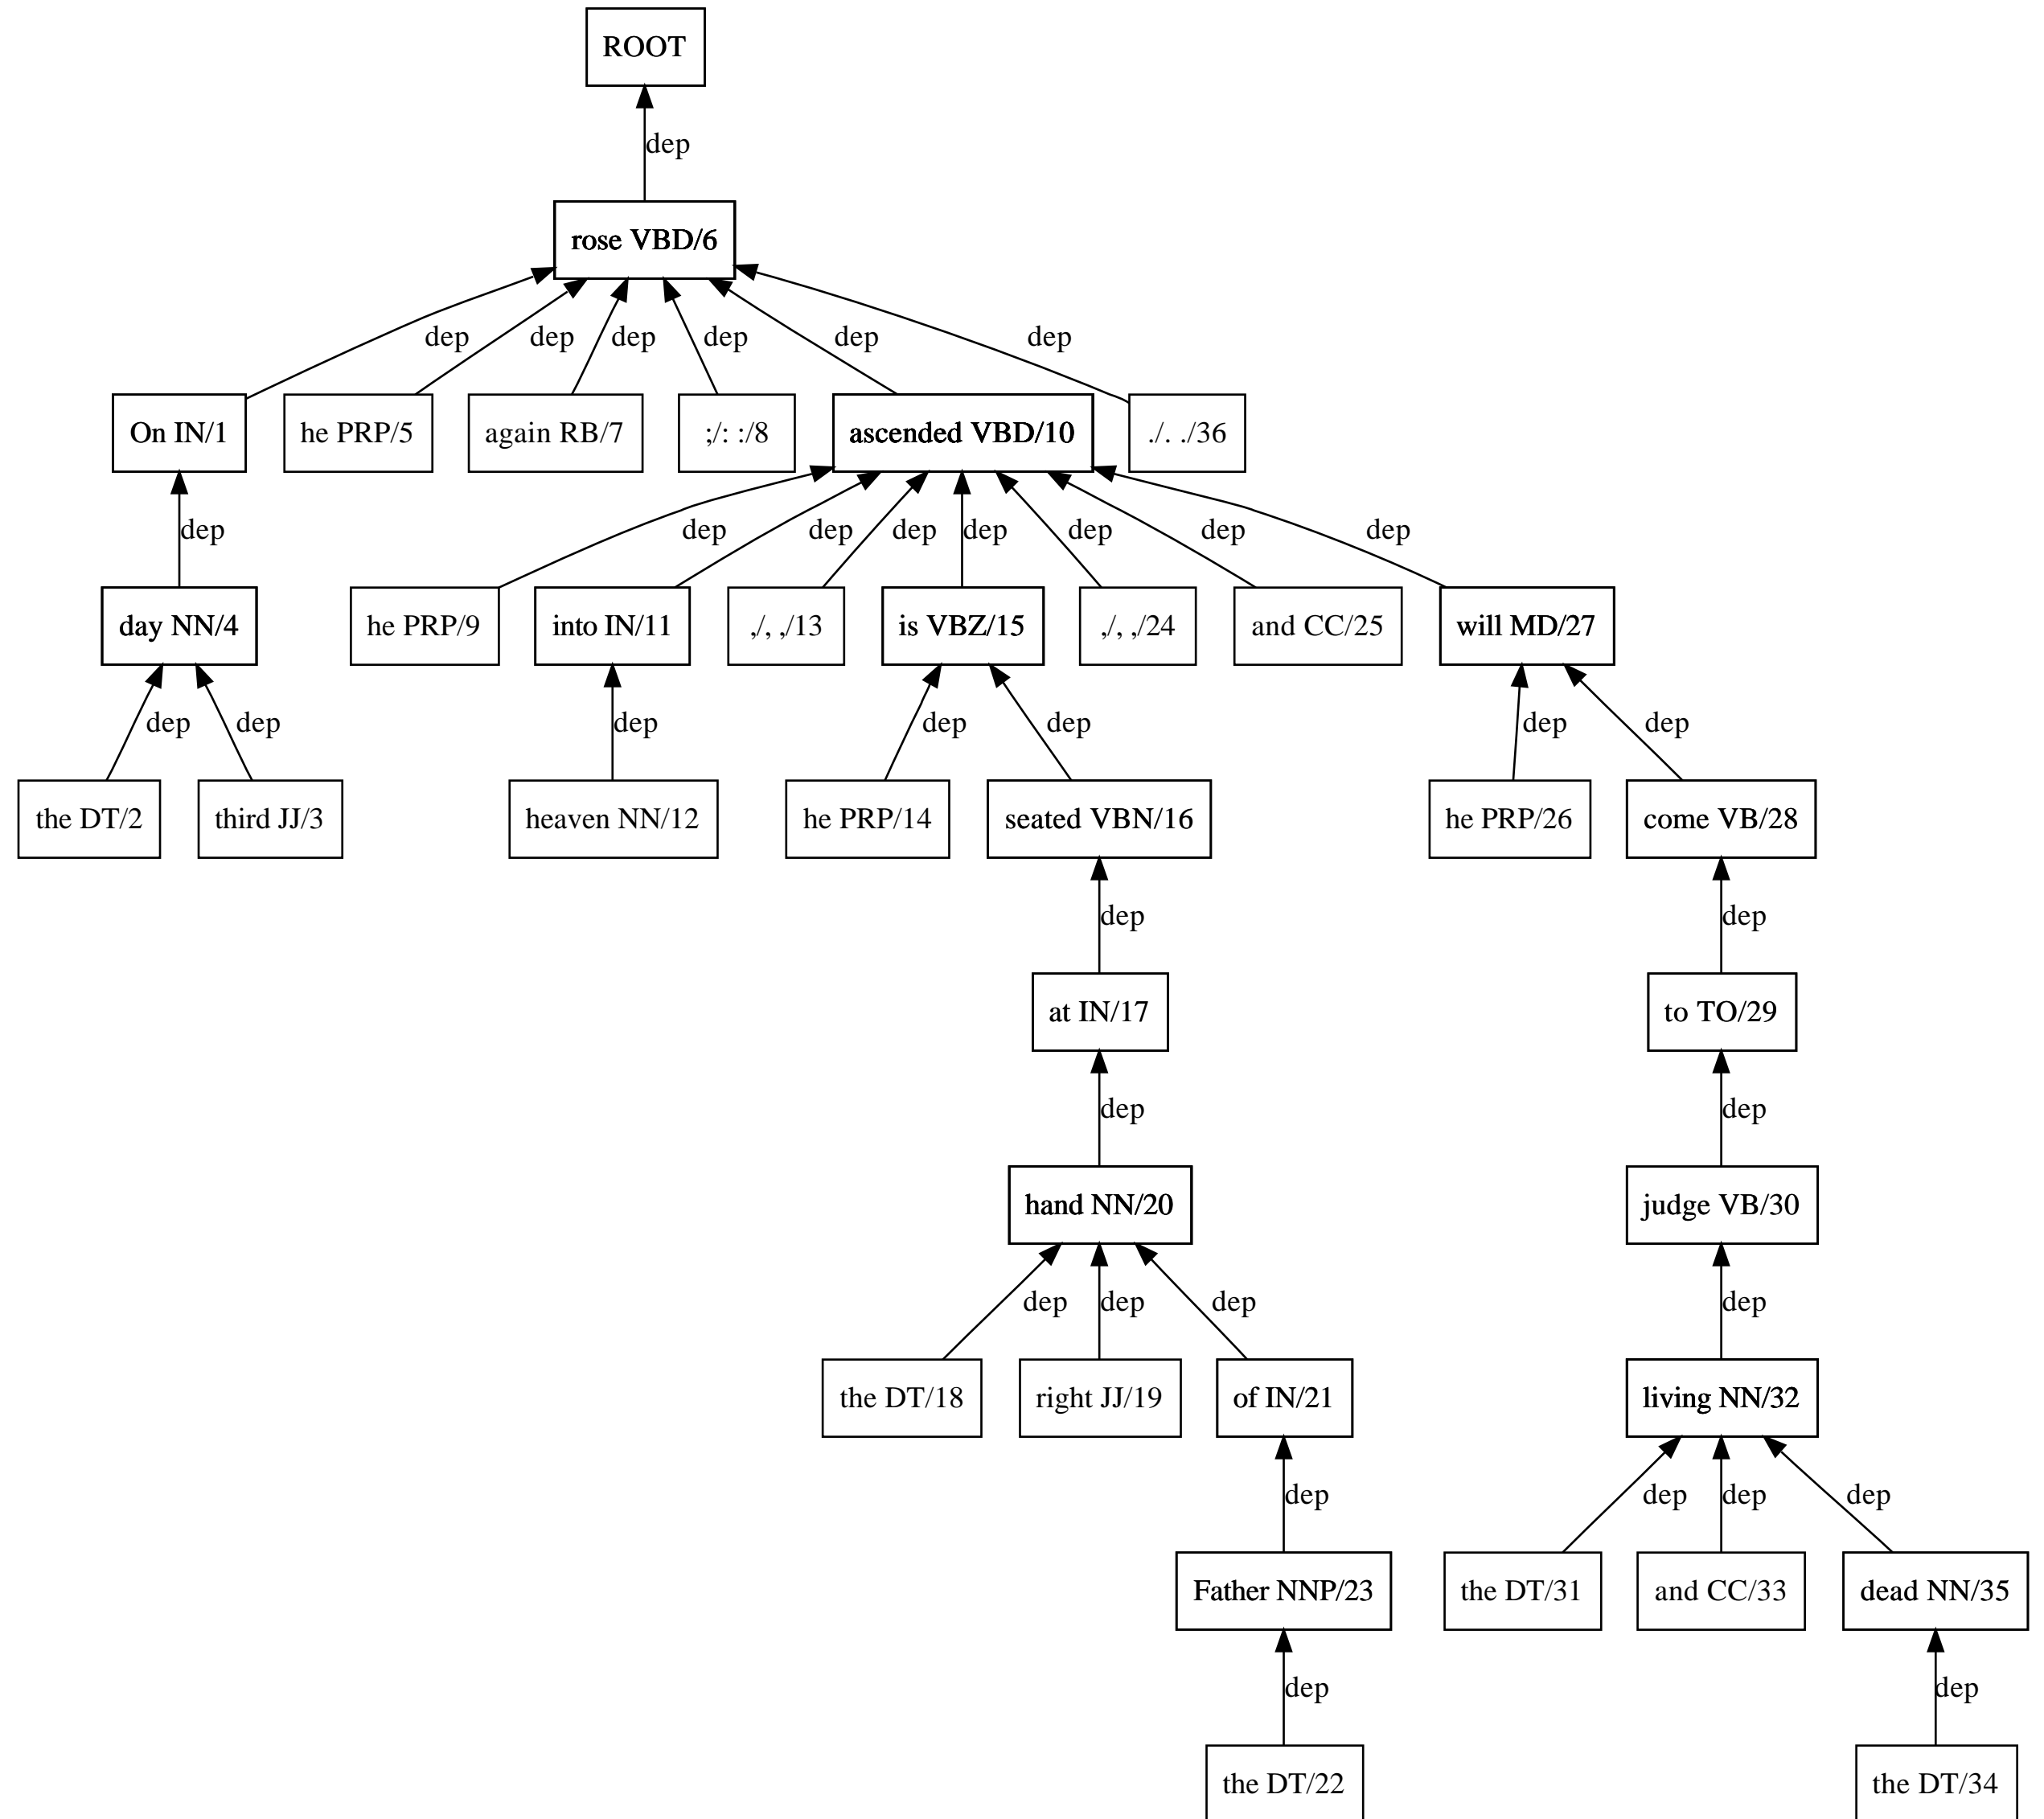 ROOT
dep
rose VBD/6
dep dep dep dep dep dep
On IN/1 he PRP/5 again RB/7 ;/: :/8 ascended VBD/10 ./. ./36
dep dep dep dep dep dep dep dep
day NN/4 he PRP/9 into IN/11 ,/, ,/13 is VBZ/15 ,/, ,/24 and CC/25 will MD/27
dep dep dep dep dep dep dep
the DT/2 third JJ/3 heaven NN/12 he PRP/14 seated VBN/16 he PRP/26 come VB/28
dep dep
at IN/17 to TO/29
dep dep
hand NN/20 judge VB/30
dep dep dep dep
the DT/18 right JJ/19 of IN/21 living NN/32
dep dep dep dep
Father NNP/23 the DT/31 and CC/33 dead NN/35
dep dep
the DT/22 the DT/34